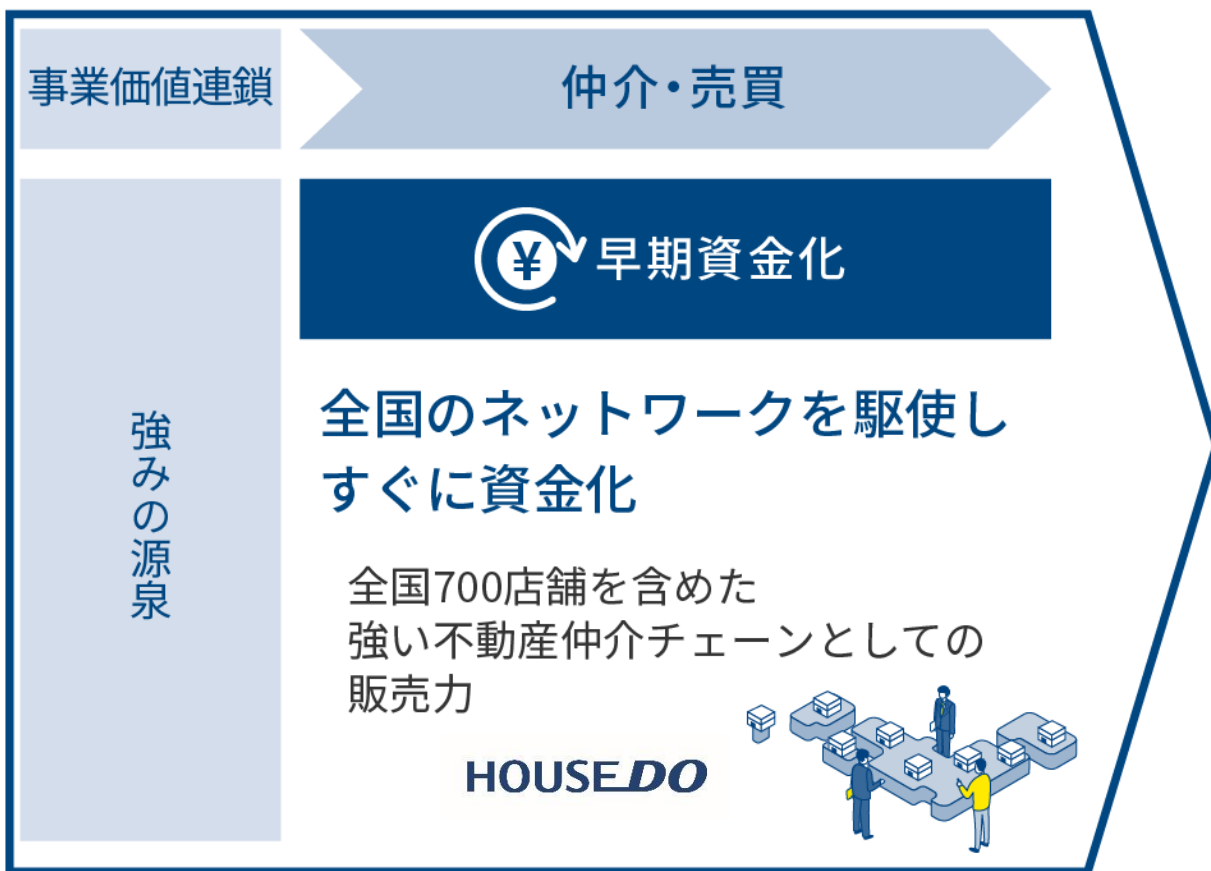 事業価値連鎖
仲介・売買
強みの源泉
¥
早期資金化
全国のネットワークを駆使し
すぐに資金化
全国700店舗を含めた
強い不動産仲介チェーンとしての
販売力
HOUSEDO